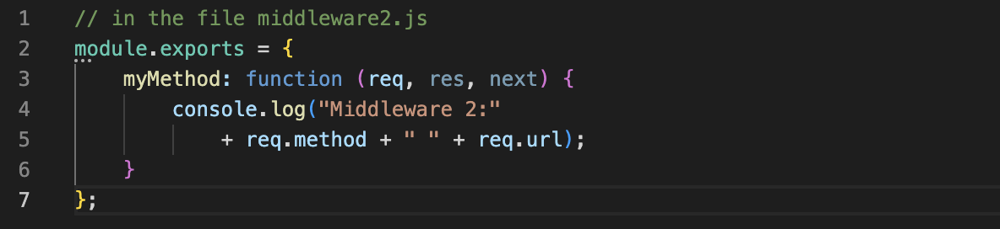 1 // in the file middleware2.js
2 module.exports = {
3     myMethod: function (req, res, next) {
4         console.log("Middleware 2:"
5             + req.method + " " + req.url);
6     }
7 };